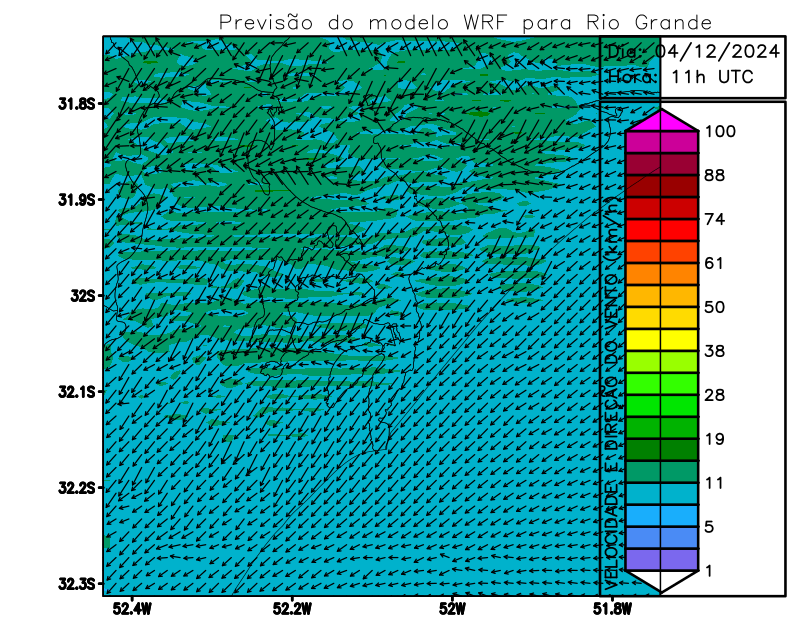 Previsão do modelo WRF para Rio Grande
Dia: 04/12/2024
Hora: 11h UTC
31.8S
31.9S
32S
32.1S
32.2S
32.3S
52.4W
52.2W
52W
51.8W
VELOCIDADE E DIREÇÃO DO VENTO (km/h)
100
88
74
61
50
38
28
19
11
5
1